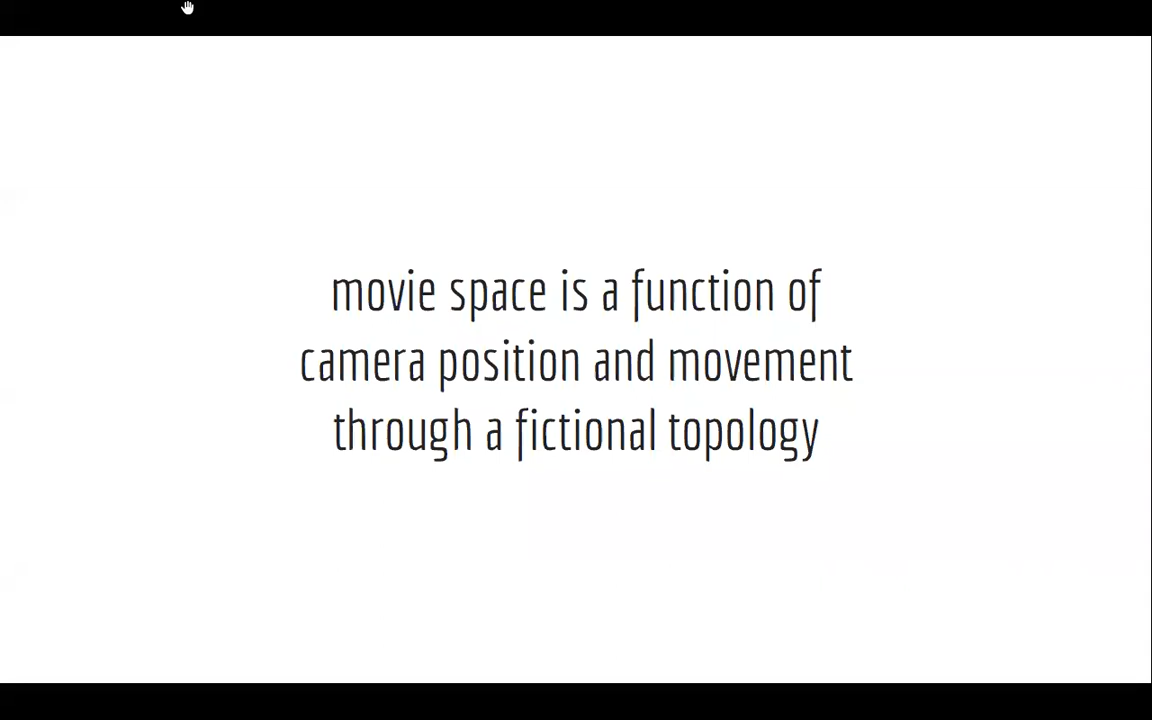 movie space is a function of
camera position and movement
through a fictional topology